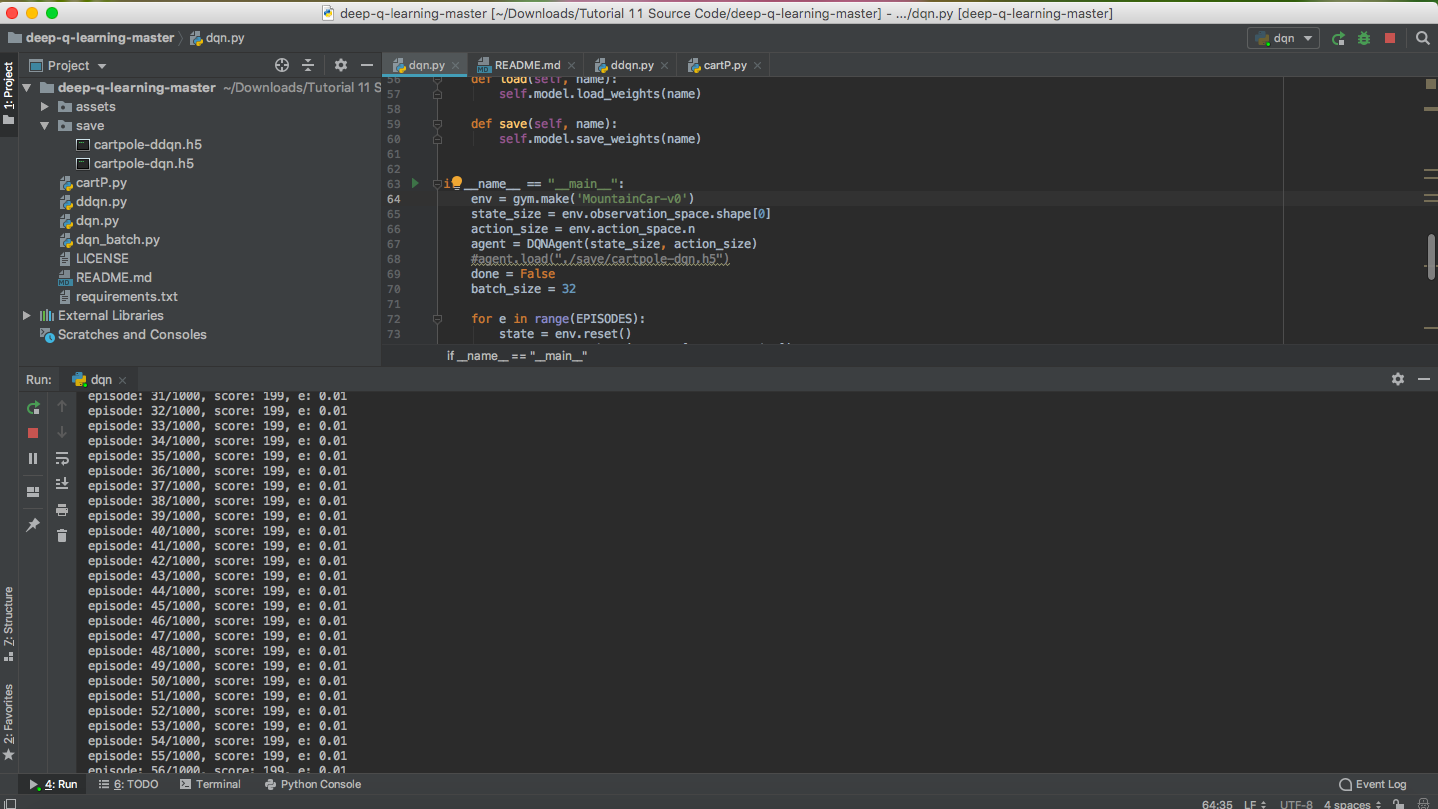 deep-q-learning-master [~/Downloads/Tutorial 11 Source Code/deep-q-learning-master] - .../dqn.py [deep-q-learning-master]
deep-q-learning-master dqn.py
dqn
1: Project
Project
deep-q-learning-master ~/Downloads/Tutorial 11 S
assets
save
cartpole-ddqn.h5
cartpole-dqn.h5
cartP.py
ddqn.py
dqn.py
dqn_batch.py
LICENSE
README.md
requirements.txt
External Libraries
Scratches and Consoles
dqn.py README.md ddqn.py cartP.py
56 def load(self, name):
57 self.model.load_weights(name)
58
59 def save(self, name):
60 self.model.save_weights(name)
61
62
63 if __name__ == "__main__":
64 env = gym.make('MountainCar-v0')
65 state_size = env.observation_space.shape[0]
66 action_size = env.action_space.n
67 agent = DQNAgent(state_size, action_size)
68 #agent.load("./save/cartpole-dqn.h5")
69 done = False
70 batch_size = 32
71
72 for e in range(EPISODES):
73 state = env.reset()
if __name__ == "__main__"
Run: dqn
episode: 31/1000, score: 199, e: 0.01
episode: 32/1000, score: 199, e: 0.01
episode: 33/1000, score: 199, e: 0.01
episode: 34/1000, score: 199, e: 0.01
episode: 35/1000, score: 199, e: 0.01
episode: 36/1000, score: 199, e: 0.01
episode: 37/1000, score: 199, e: 0.01
episode: 38/1000, score: 199, e: 0.01
episode: 39/1000, score: 199, e: 0.01
episode: 40/1000, score: 199, e: 0.01
episode: 41/1000, score: 199, e: 0.01
episode: 42/1000, score: 199, e: 0.01
episode: 43/1000, score: 199, e: 0.01
episode: 44/1000, score: 199, e: 0.01
episode: 45/1000, score: 199, e: 0.01
episode: 46/1000, score: 199, e: 0.01
episode: 47/1000, score: 199, e: 0.01
episode: 48/1000, score: 199, e: 0.01
episode: 49/1000, score: 199, e: 0.01
episode: 50/1000, score: 199, e: 0.01
episode: 51/1000, score: 199, e: 0.01
episode: 52/1000, score: 199, e: 0.01
episode: 53/1000, score: 199, e: 0.01
episode: 54/1000, score: 199, e: 0.01
episode: 55/1000, score: 199, e: 0.01
episode: 56/1000, score: 199, e: 0.01
7: Structure
2: Favorites
4: Run 6: TODO Terminal Python Console Event Log
64:35 LF UTF-8 4 spaces